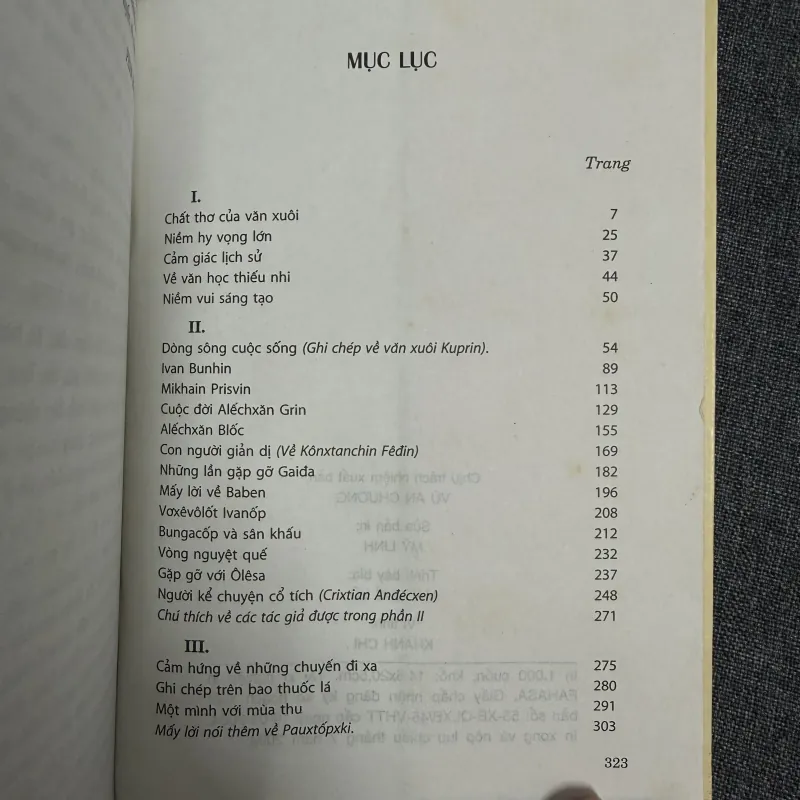 MỤC LỤC
Trang
I.
Chất thơ của văn xuôi 7
Niềm hy vọng lớn 25
Cảm giác lịch sử 37
Về văn học thiếu nhi 44
Niềm vui sáng tạo 50
II.
Dòng sông cuộc sống (Ghi chép về văn xuôi Kuprin). 54
Ivan Bunhin 89
Mikhain Prisvin 113
Cuộc đời Alếchxăn Grin 129
Alếchxăn Blốc 155
Con người giản dị (Về Kônxtanchin Fêđin) 169
Những lần gặp gỡ Gaiđa 182
Mấy lời về Baben 196
Vơxêvôlốt Ivanốp 208
Bungacốp và sân khấu 212
Vòng nguyệt quế 232
Gặp gỡ với Ôlêsa 237
Người kể chuyện cổ tích (Crixtian Anđécxen) 248
Chú thích về các tác giả được trong phần II 271
III.
Cảm hứng về những chuyến đi xa 275
Ghi chép trên bao thuốc lá 280
Một mình với mùa thu 291
Mấy lời nói thêm về Pauxtốpxki. 303
323